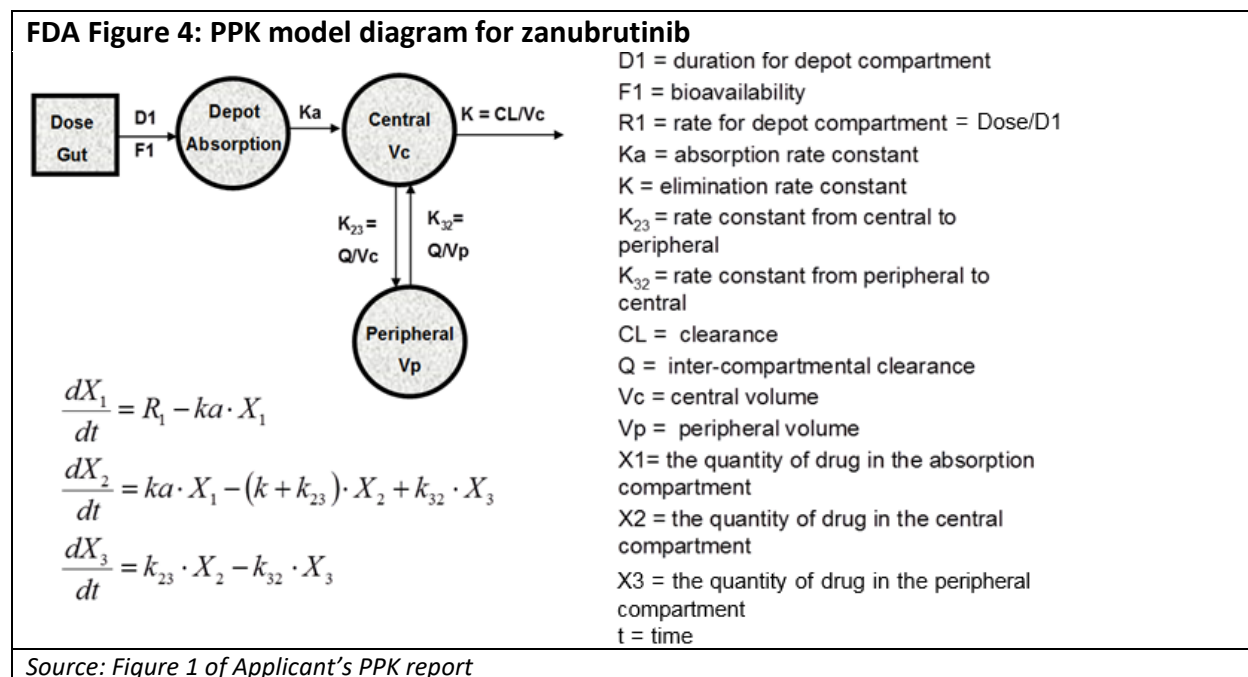 FDA Figure 4: PPK model diagram for zanubrutinib
Dose
Gut
D1
F1
Depot
Absorption
Ka
Central
Vc
K = CL/Vc
K23 =
Q/Vc
K32=
Q/Vp
Peripheral
Vp
dX1/dt = R1 − ka · X1
dX2/dt = ka · X1 − (k + k23) · X2 + k32 · X3
dX3/dt = k23 · X2 − k32 · X3
D1 = duration for depot compartment
F1 = bioavailability
R1 = rate for depot compartment = Dose/D1
Ka = absorption rate constant
K = elimination rate constant
K23 = rate constant from central to
peripheral
K32 = rate constant from peripheral to
central
CL = clearance
Q = inter-compartmental clearance
Vc = central volume
Vp = peripheral volume
X1= the quantity of drug in the absorption
compartment
X2 = the quantity of drug in the central
compartment
X3 = the quantity of drug in the peripheral
compartment
t = time
Source: Figure 1 of Applicant's PPK report